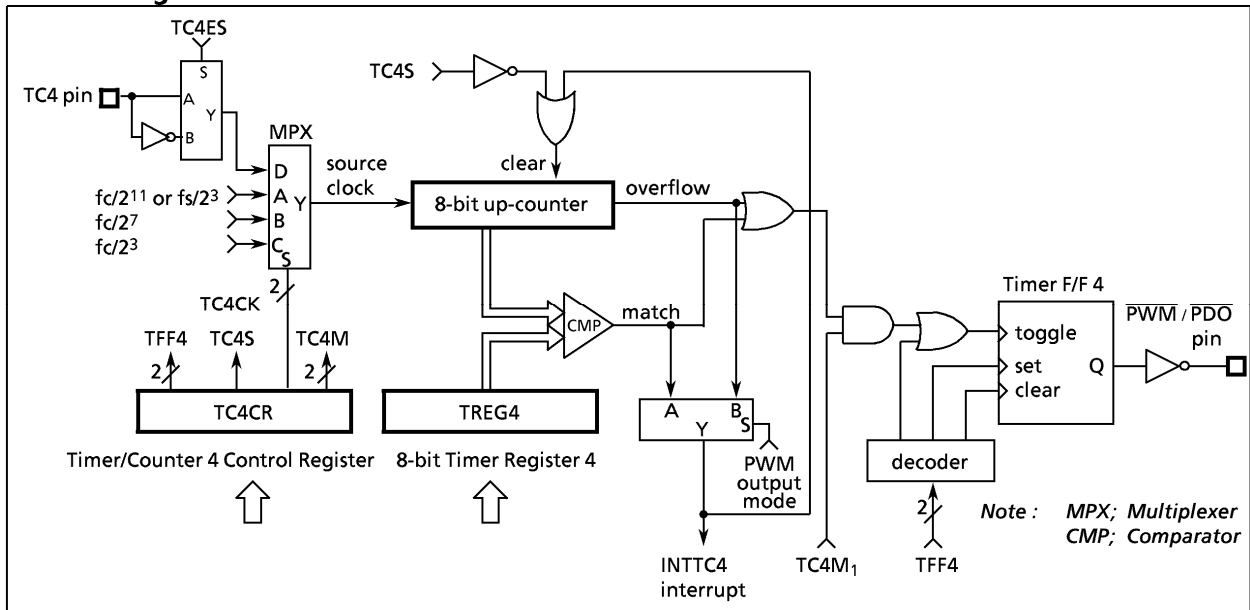 TC4ES
TC4 pin
S
A
Y
B
MPX
D
A
Y
B
C
S
fc/2¹¹ or fs/2³
fc/2⁷
fc/2³
source
clock
TC4S
clear
8-bit up-counter
overflow
2
TC4CK
TFF4
TC4S
TC4M
2
2
TC4CR
Timer/Counter 4 Control Register
CMP
match
TREG4
8-bit Timer Register 4
A
B
S
Y
PWM
output
mode
INTTC4
interrupt
TC4M₁
Timer F/F 4
toggle
set
clear
Q
P̅W̅M̅ / P̅D̅O̅
pin
decoder
2
TFF4
Note : MPX; Multiplexer
CMP; Comparator